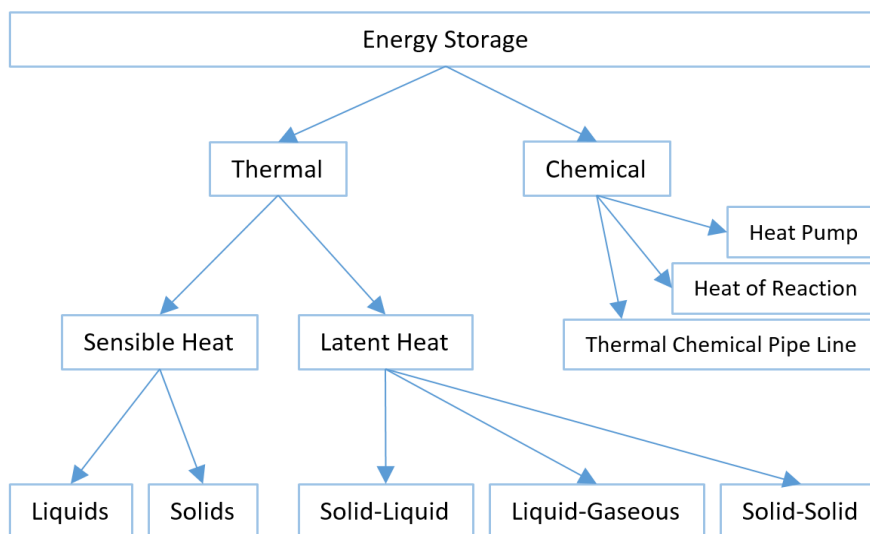 Energy Storage
Thermal
Chemical
Heat Pump
Heat of Reaction
Thermal Chemical Pipe Line
Sensible Heat
Latent Heat
Liquids
Solids
Solid-Liquid
Liquid-Gaseous
Solid-Solid